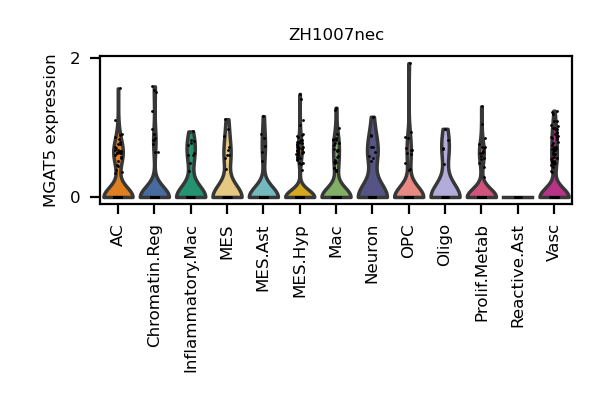 ZH1007nec
MGAT5 expression
2
0
AC
Chromatin.Reg
Inflammatory.Mac
MES
MES.Ast
MES.Hyp
Mac
Neuron
OPC
Oligo
Prolif.Metab
Reactive.Ast
Vasc